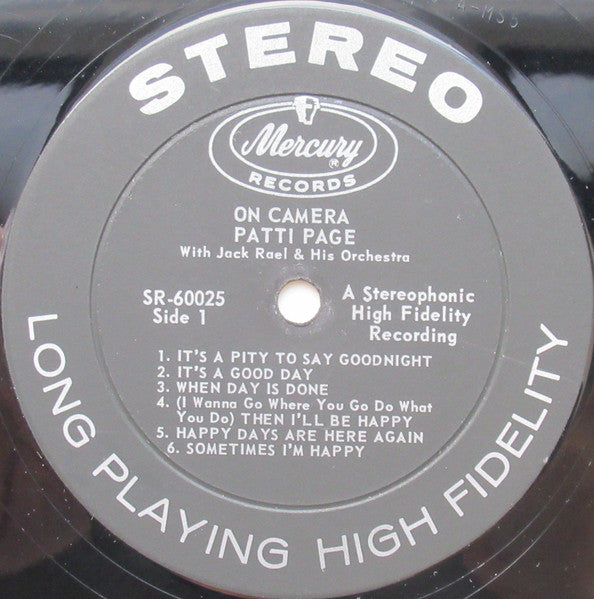 STEREO
Mercury®
RECORDS
ON CAMERA
PATTI PAGE
With Jack Rael & His Orchestra
SR-60025
Side 1
A Stereophonic
High Fidelity
Recording
1. IT'S A PITY TO SAY GOODNIGHT
2. IT'S A GOOD DAY
3. WHEN DAY IS DONE
4. (I Wanna Go Where You Go Do What
You Do) THEN I'LL BE HAPPY
5. HAPPY DAYS ARE HERE AGAIN
6. SOMETIMES I'M HAPPY
LONG PLAYING HIGH FIDELITY